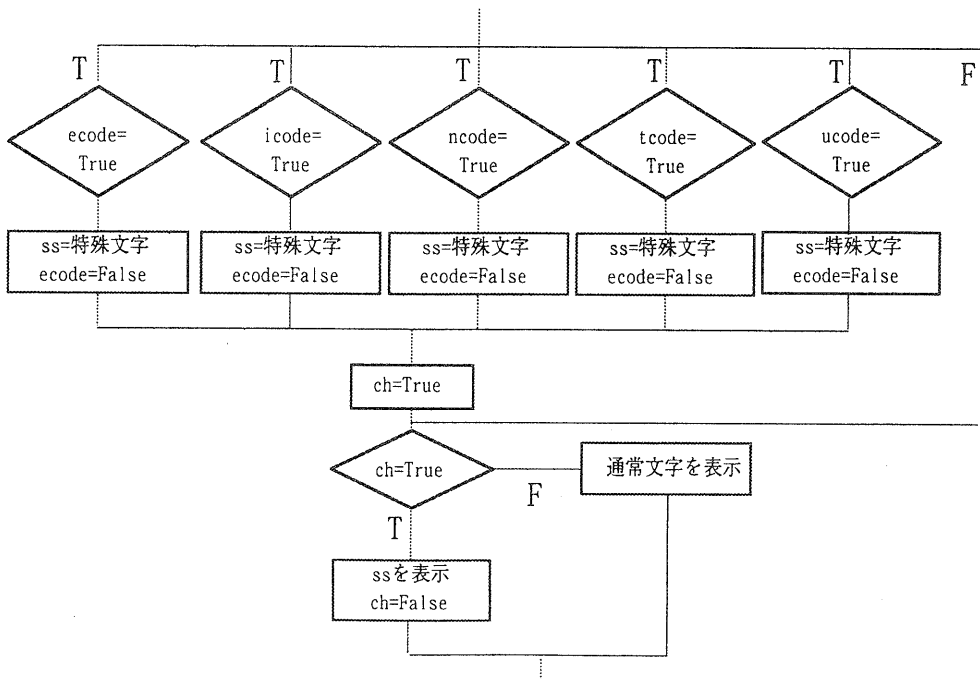 T T T T T F
ecode=
True
icode=
True
ncode=
True
tcode=
True
ucode=
True
ss=特殊文字
ecode=False
ss=特殊文字
ecode=False
ss=特殊文字
ecode=False
ss=特殊文字
ecode=False
ss=特殊文字
ecode=False
ch=True
ch=True
F
通常文字を表示
T
ssを表示
ch=False